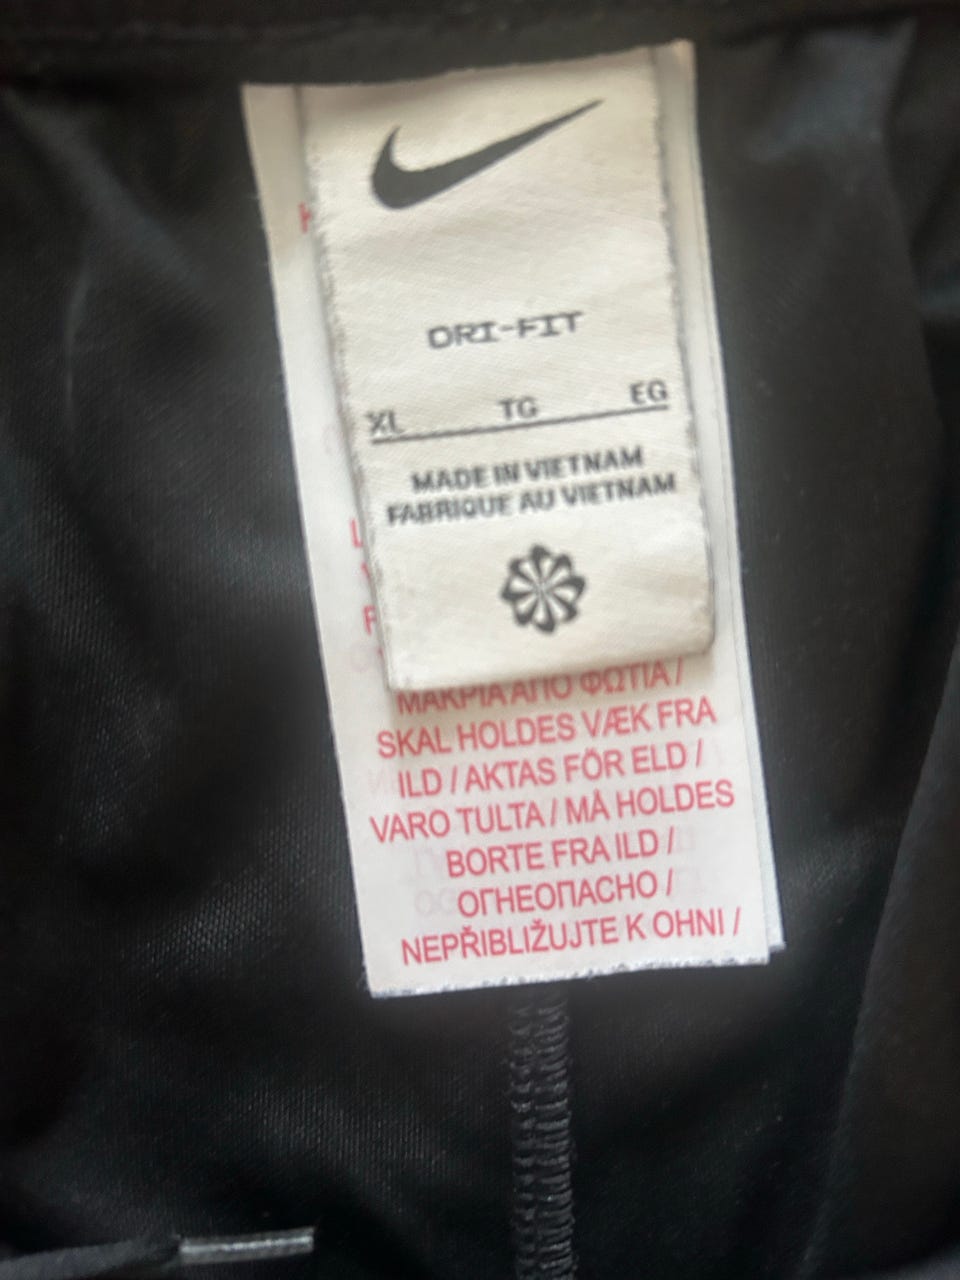 DRI-FIT
XL TG EG
MADE IN VIETNAM
FABRIQUE AU VIETNAM
ΜΑΚΡΙΑ ΑΠΟ ΦΩΤΙΑ /
SKAL HOLDES VÆK FRA
ILD / AKTAS FÖR ELD /
VARO TULTA / MÅ HOLDES
BORTE FRA ILD /
ОГНЕОПАСНО /
NEPŘIBLIŽUJTE K OHNI /